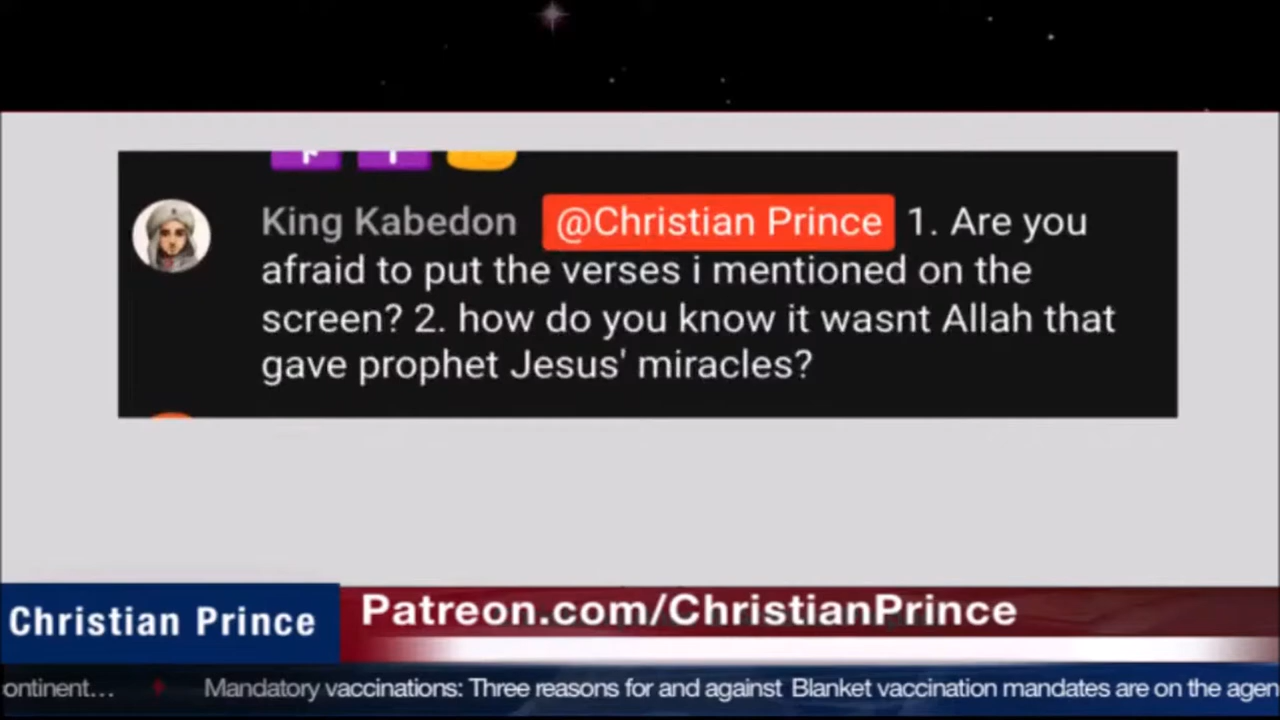 King Kabedon @Christian Prince 1. Are you
afraid to put the verses i mentioned on the
screen? 2. how do you know it wasnt Allah that
gave prophet Jesus' miracles?
Christian Prince
Patreon.com/ChristianPrince
ontinent... Mandatory vaccinations: Three reasons for and against Blanket vaccination mandates are on the agen